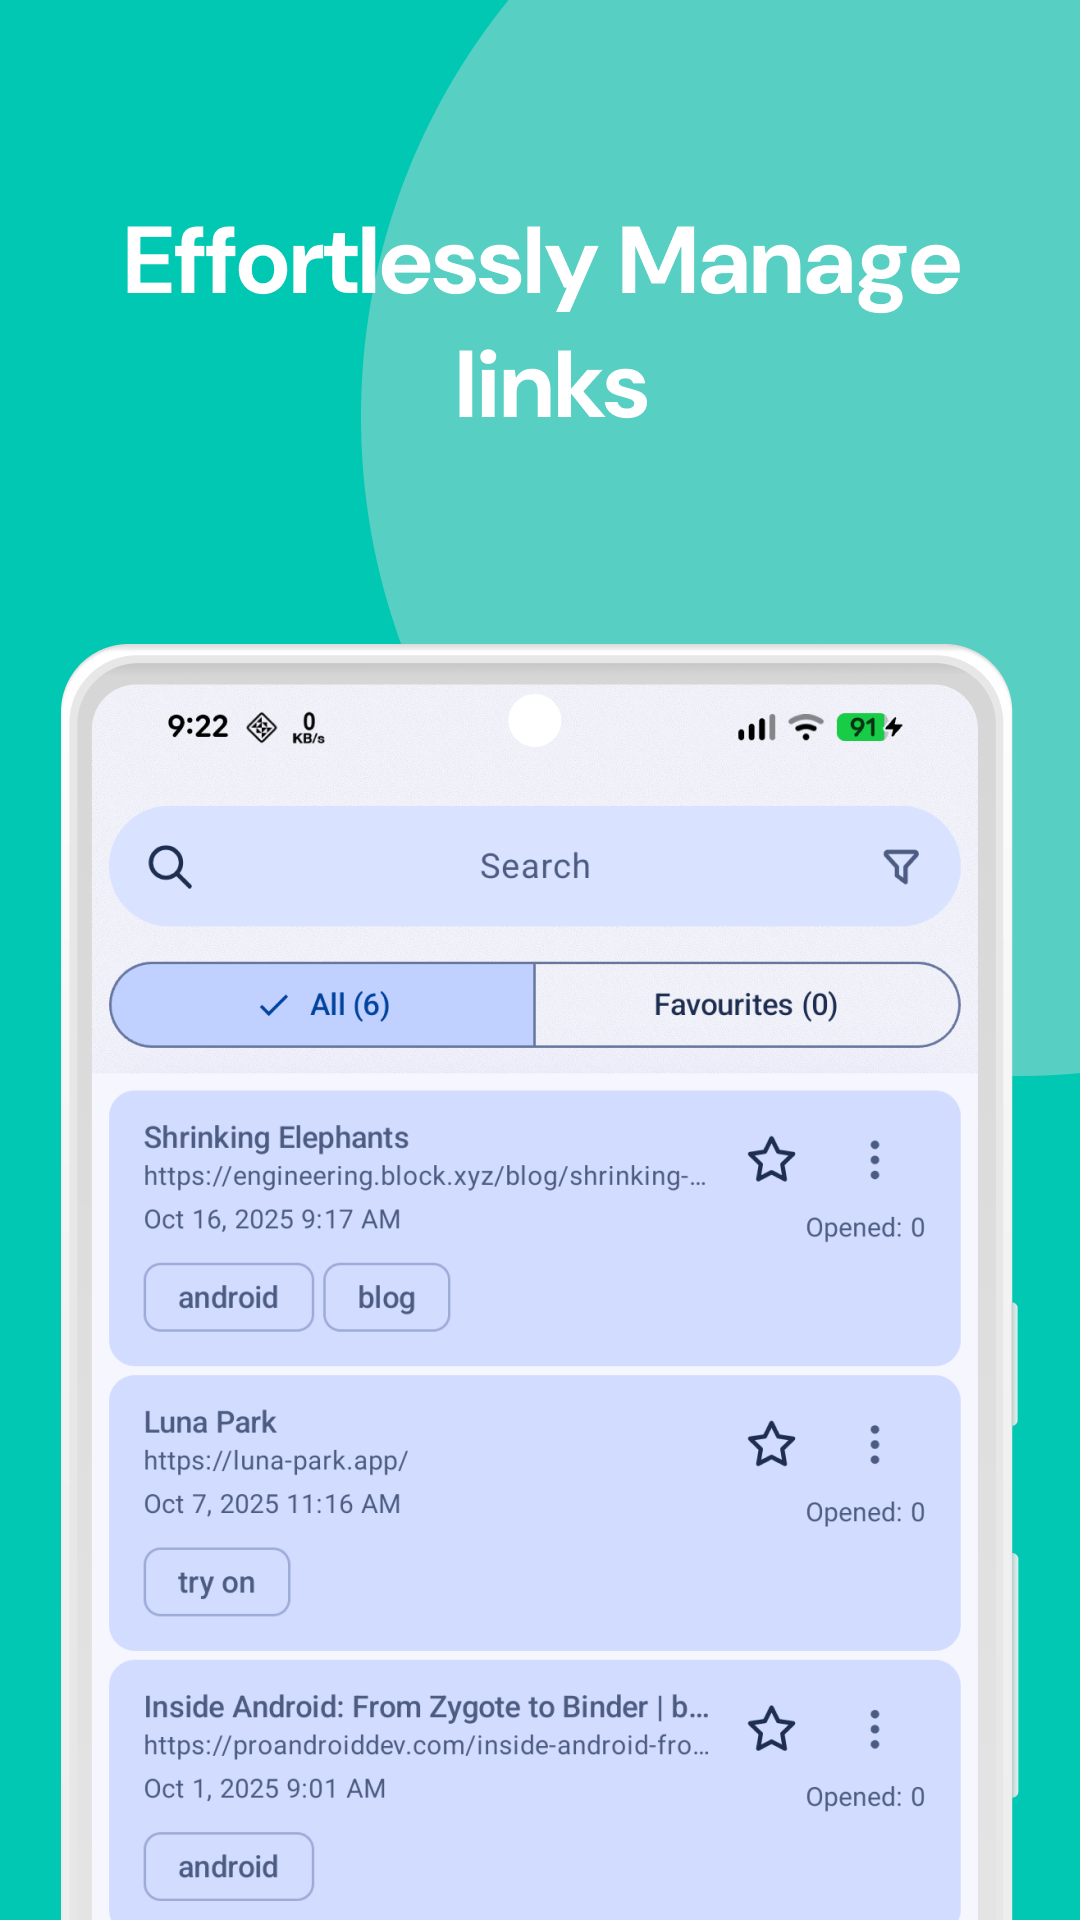 Effortlessly Manage
links
9:22 0 KB/s 91
Search
All (6) Favourites (0)
Shrinking Elephants
https://engineering.block.xyz/blog/shrinking-...
Oct 16, 2025 9:17 AM
Opened: 0
android blog
Luna Park
https://luna-park.app/
Oct 7, 2025 11:16 AM
Opened: 0
try on
Inside Android: From Zygote to Binder | b...
https://proandroiddev.com/inside-android-fro...
Oct 1, 2025 9:01 AM
Opened: 0
android